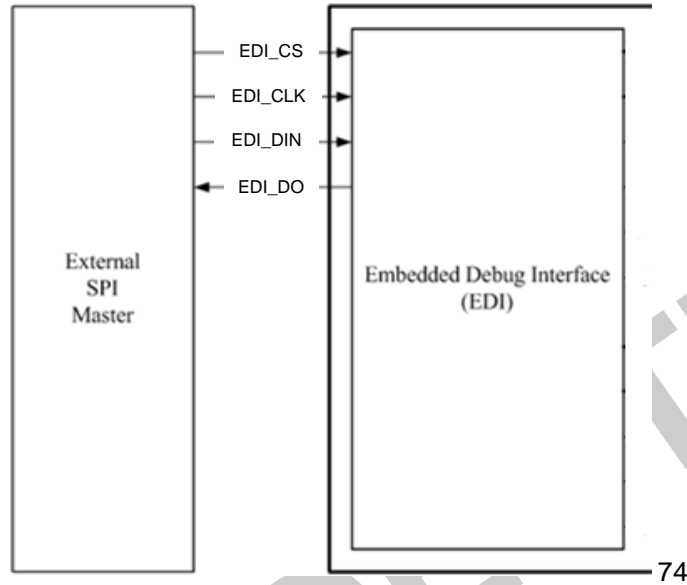 EDI_CS
EDI_CLK
EDI_DIN
EDI_DO
External
SPI
Master
Embedded Debug Interface
(EDI)
74